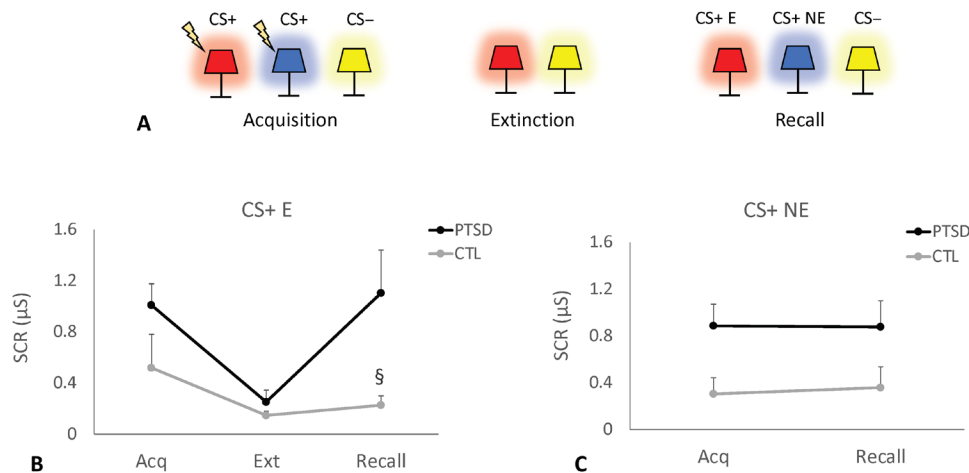 CS+ CS+ CS–
CS+ E CS+ NE CS–
A Acquisition Extinction Recall
CS+ E
PTSD
CTL
SCR (μS)
1.6
1.2
0.8
0.4
0
§
Acq Ext Recall
B
CS+ NE
PTSD
CTL
SCR (μS)
1.6
1.2
0.8
0.4
0
Acq Recall
C